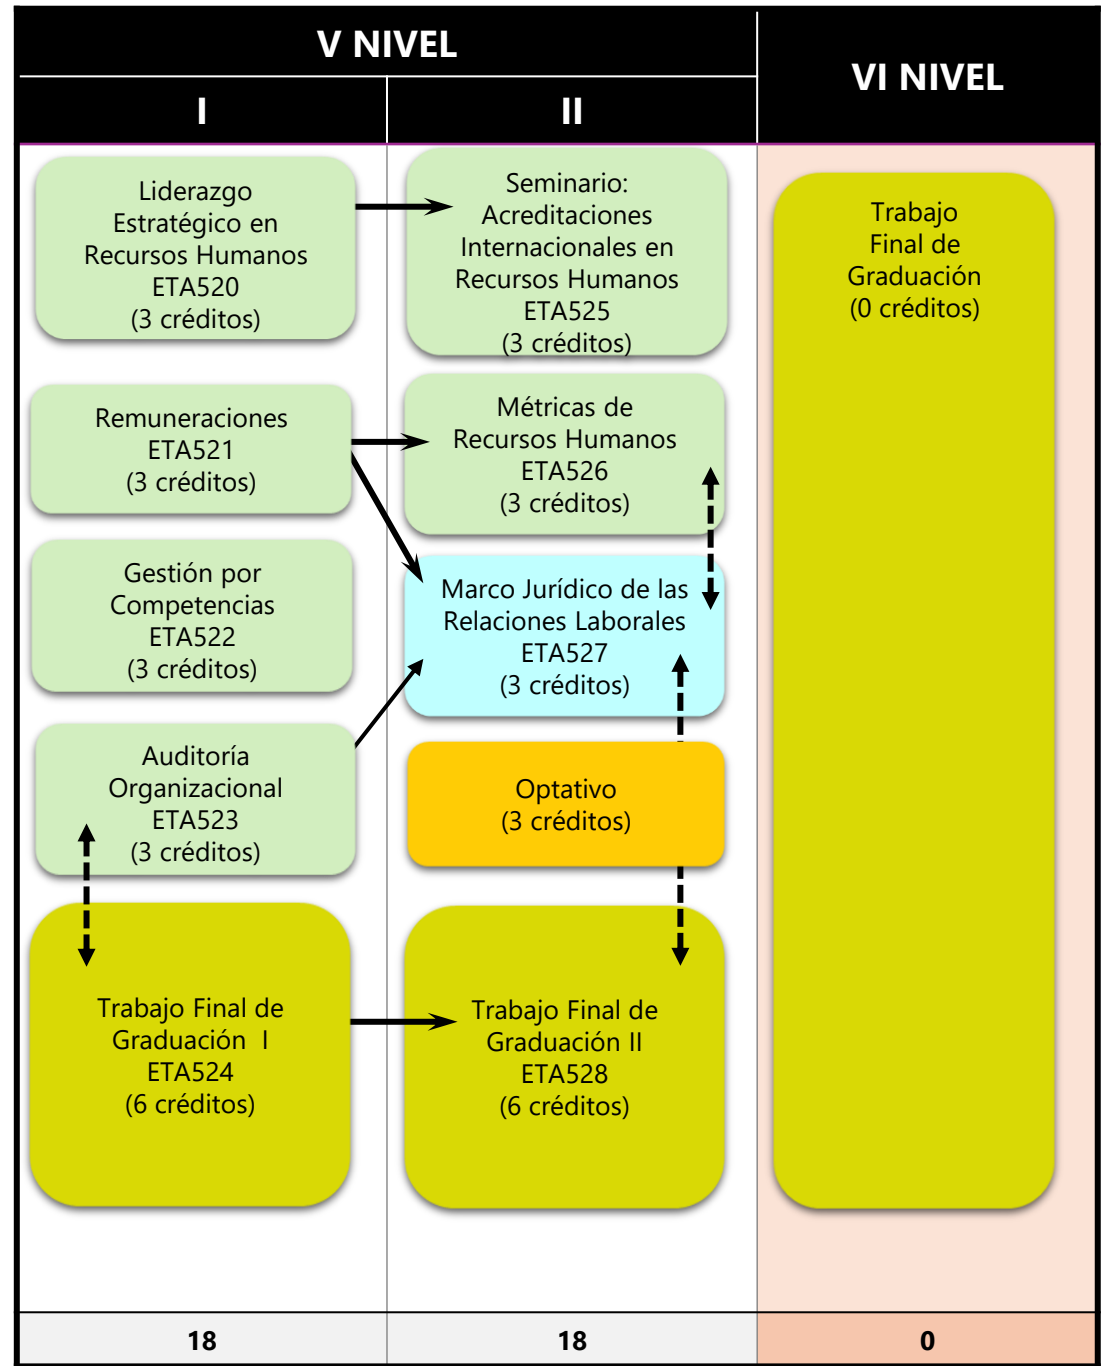 V NIVEL
VI NIVEL
I
II
Liderazgo
Estratégico en
Recursos Humanos
ETA520
(3 créditos)
Seminario:
Acreditaciones
Internacionales en
Recursos Humanos
ETA525
(3 créditos)
Trabajo
Final de
Graduación
(0 créditos)
Remuneraciones
ETA521
(3 créditos)
Métricas de
Recursos Humanos
ETA526
(3 créditos)
Gestión por
Competencias
ETA522
(3 créditos)
Marco Jurídico de las
Relaciones Laborales
ETA527
(3 créditos)
Auditoría
Organizacional
ETA523
(3 créditos)
Optativo
(3 créditos)
Trabajo Final de
Graduación I
ETA524
(6 créditos)
Trabajo Final de
Graduación II
ETA528
(6 créditos)
18
18
0